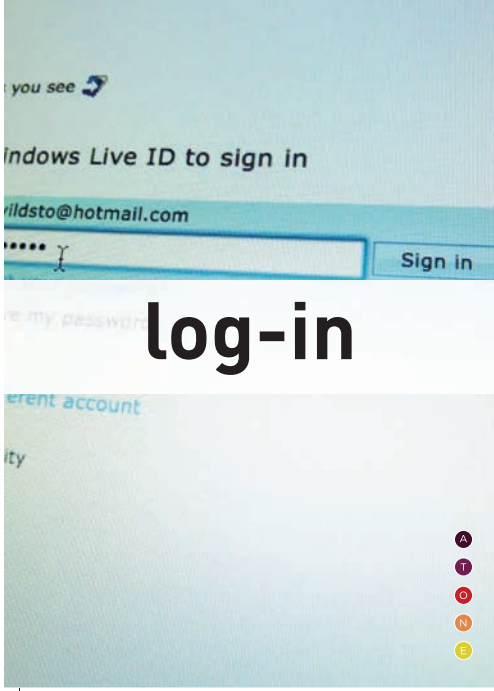 you see
indows Live ID to sign in
ildsto@hotmail.com
Sign in
log-in
e my password
erent account
ity
A
T
O
N
E